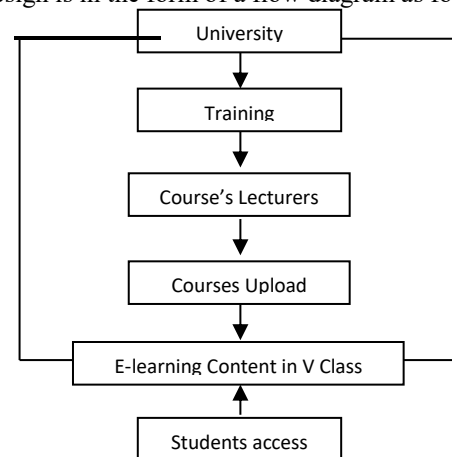 esign is in the form of a flow diagram as fo
University
Training
Course's Lecturers
Courses Upload
E-learning Content in V Class
Students access